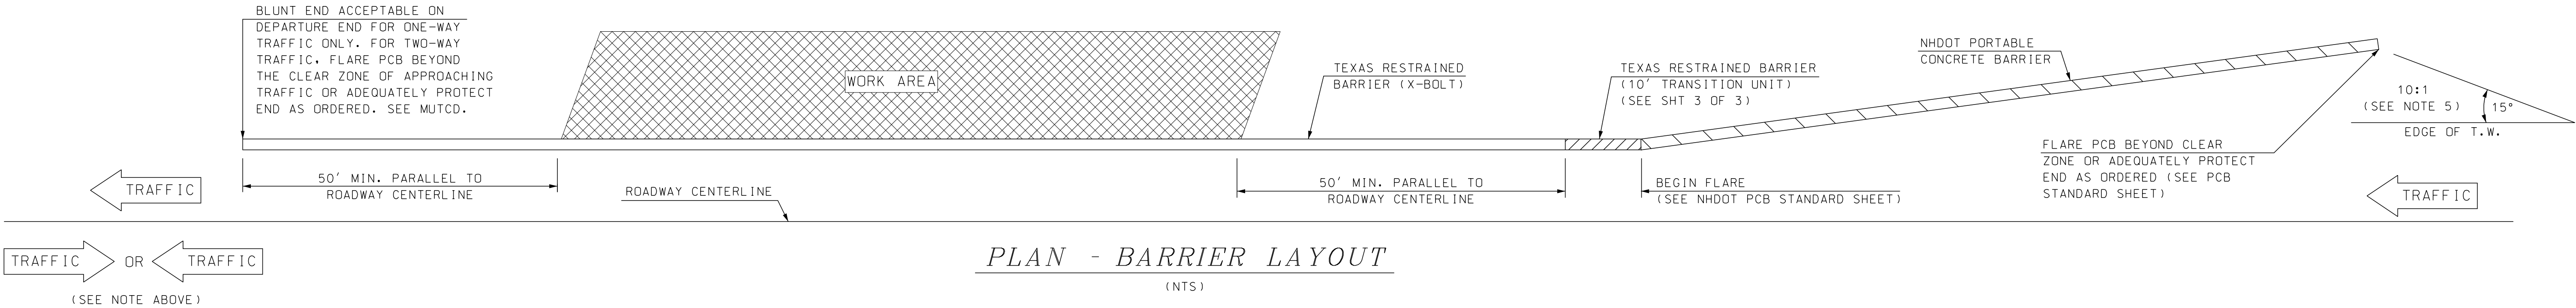 BLUNT END ACCEPTABLE ON
DEPARTURE END FOR ONE-WAY
TRAFFIC ONLY. FOR TWO-WAY
TRAFFIC, FLARE PCB BEYOND
THE CLEAR ZONE OF APPROACHING
TRAFFIC OR ADEQUATELY PROTECT
END AS ORDERED. SEE MUTCD.
WORK AREA
TEXAS RESTRAINED
BARRIER (X-BOLT)
TEXAS RESTRAINED BARRIER
(10' TRANSITION UNIT)
(SEE SHT 3 OF 3)
NHDOT PORTABLE
CONCRETE BARRIER
10:1
(SEE NOTE 5)
15°
EDGE OF T.W.
FLARE PCB BEYOND CLEAR
ZONE OR ADEQUATELY PROTECT
END AS ORDERED (SEE PCB
STANDARD SHEET)
TRAFFIC
50' MIN. PARALLEL TO
ROADWAY CENTERLINE
ROADWAY CENTERLINE
50' MIN. PARALLEL TO
ROADWAY CENTERLINE
BEGIN FLARE
(SEE NHDOT PCB STANDARD SHEET)
TRAFFIC
TRAFFIC OR TRAFFIC
(SEE NOTE ABOVE)
PLAN - BARRIER LAYOUT
(NTS)